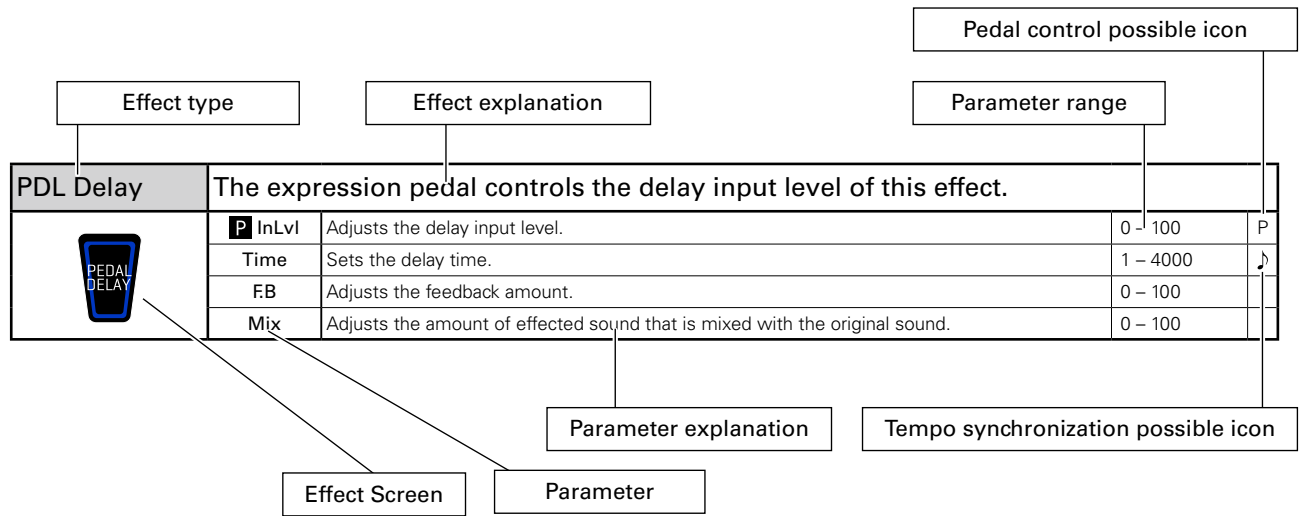 Pedal control possible icon
Effect type
Effect explanation
Parameter range
PDL Delay
The expression pedal controls the delay input level of this effect.
PEDAL
DELAY
P InLvl
Adjusts the delay input level.
0 – 100
P
Time
Sets the delay time.
1 – 4000
♪
F.B
Adjusts the feedback amount.
0 – 100
Mix
Adjusts the amount of effected sound that is mixed with the original sound.
0 – 100
Parameter explanation
Tempo synchronization possible icon
Effect Screen
Parameter